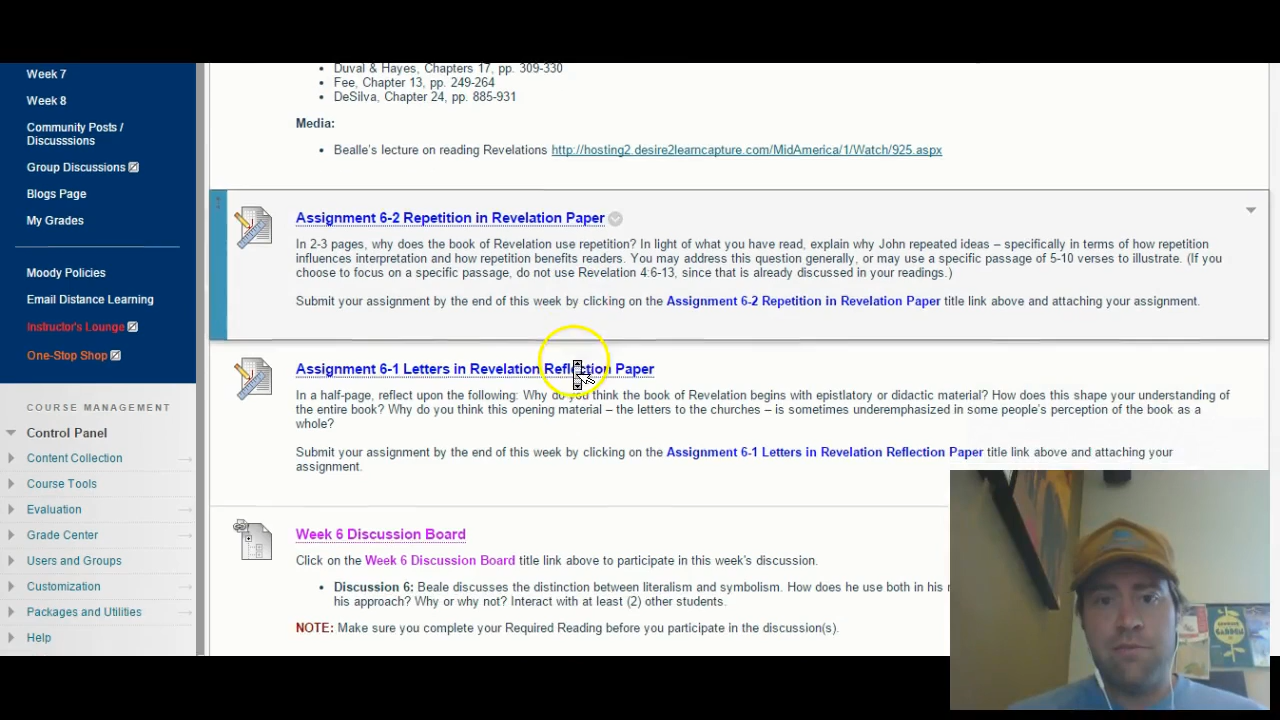 Week 7
Week 8
Community Posts /
Discusssions
Group Discussions
Blogs Page
My Grades
Moody Policies
Email Distance Learning
Instructor's Lounge
One-Stop Shop
COURSE MANAGEMENT
Control Panel
Content Collection
Course Tools
Evaluation
Grade Center
Users and Groups
Customization
Packages and Utilities
Help
Duval & Hayes, Chapters 17, pp. 309-330
Fee, Chapter 13, pp. 249-264
DeSilva, Chapter 24, pp. 885-931
Media:
Bealle's lecture on reading Revelations http://hosting2.desire2learncapture.com/MidAmerica/1/Watch/925.aspx
Assignment 6-2 Repetition in Revelation Paper
In 2-3 pages, why does the book of Revelation use repetition? In light of what you have read, explain why John repeated ideas – specifically in terms of how repetition
influences interpretation and how repetition benefits readers. You may address this question generally, or may use a specific passage of 5-10 verses to illustrate. (If you
choose to focus on a specific passage, do not use Revelation 4:6-13, since that is already discussed in your readings.)
Submit your assignment by the end of this week by clicking on the Assignment 6-2 Repetition in Revelation Paper title link above and attaching your assignment.
Assignment 6-1 Letters in Revelation Reflection Paper
In a half-page, reflect upon the following: Why do you think the book of Revelation begins with epistlatory or didactic material? How does this shape your understanding of
the entire book? Why do you think this opening material – the letters to the churches – is sometimes underemphasized in some people's perception of the book as a
whole?
Submit your assignment by the end of this week by clicking on the Assignment 6-1 Letters in Revelation Reflection Paper title link above and attaching your
assignment.
Week 6 Discussion Board
Click on the Week 6 Discussion Board title link above to participate in this week's discussion.
Discussion 6: Beale discusses the distinction between literalism and symbolism. How does he use both in his
his approach? Why or why not? Interact with at least (2) other students.
NOTE: Make sure you complete your Required Reading before you participate in the discussion(s).